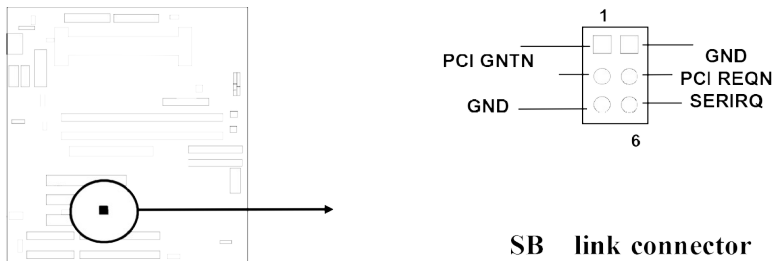 1
PCI GNTN
GND
PCI REQN
GND
SERIRQ
6
SB link connector